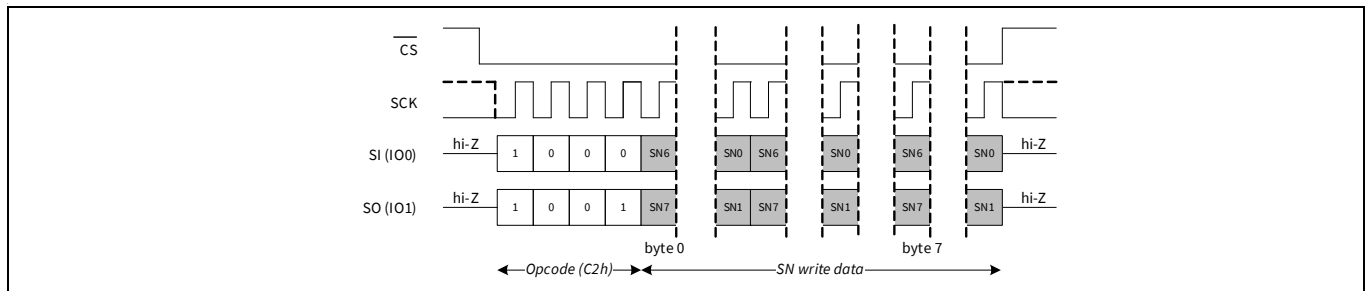 CS
SCK
SI (IO0) hi-Z 1 0 0 0 SN6 SN0 SN6 SN0 SN6 SN0 hi-Z
SO (IO1) hi-Z 1 0 0 1 SN7 SN1 SN7 SN1 SN7 SN1 hi-Z
byte 0 byte 7
Opcode (C2h) SN write data